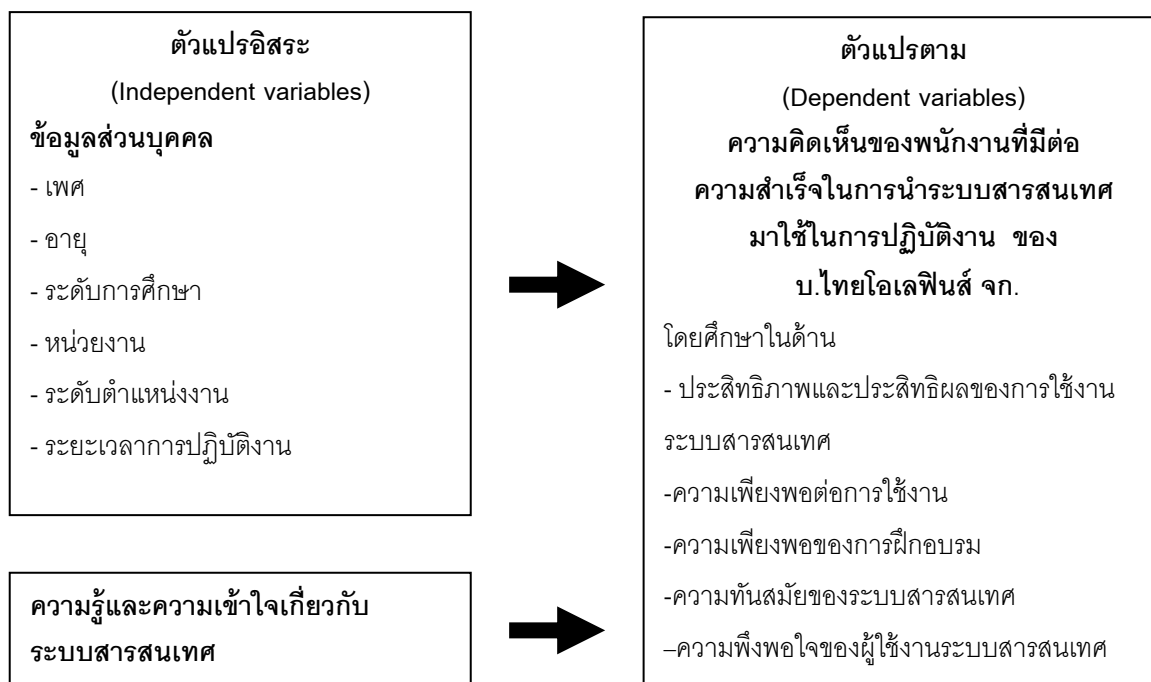 ตัวแปรอิสระ
(Independent variables)
ข้อมูลส่วนบุคคล
- เพศ
- อายุ
- ระดับการศึกษา
- หน่วยงาน
- ระดับตำแหน่งงาน
- ระยะเวลาการปฏิบัติงาน
ความรู้และความเข้าใจเกี่ยวกับ
ระบบสารสนเทศ
ตัวแปรตาม
(Dependent variables)
ความคิดเห็นของพนักงานที่มีต่อ
ความสำเร็จในการนำระบบสารสนเทศ
มาใช้ในการปฏิบัติงาน ของ
บ.ไทยโอเลฟินส์ จก.
โดยศึกษาในด้าน
- ประสิทธิภาพและประสิทธิผลของการใช้งาน
ระบบสารสนเทศ
-ความเพียงพอต่อการใช้งาน
-ความเพียงพอของการฝึกอบรม
-ความทันสมัยของระบบสารสนเทศ
–ความพึงพอใจของผู้ใช้งานระบบสารสนเทศ